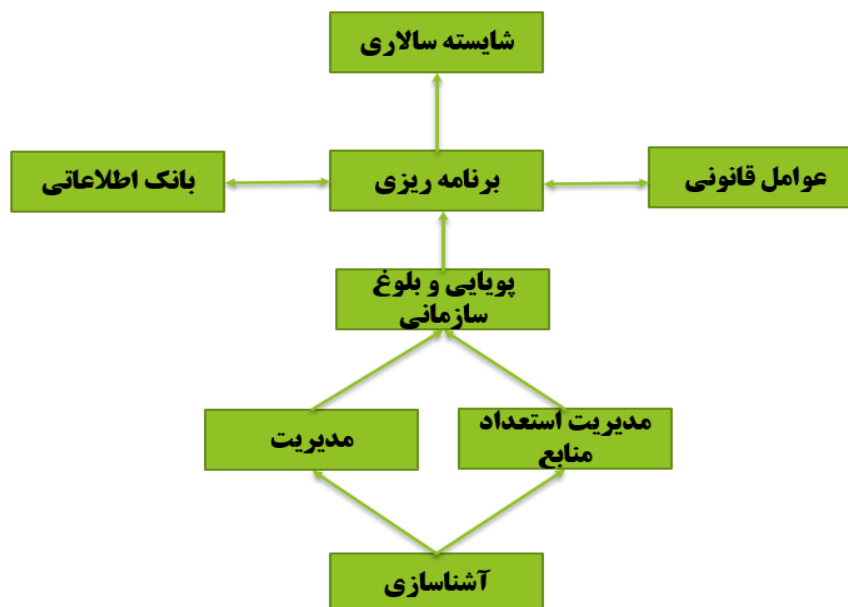 شایسته سالاری
عوامل قانونی
برنامه ریزی
بانک اطلاعاتی
پویایی و بلوغ
سازمانی
مدیریت استعداد
منابع
مدیریت
آشناسازی